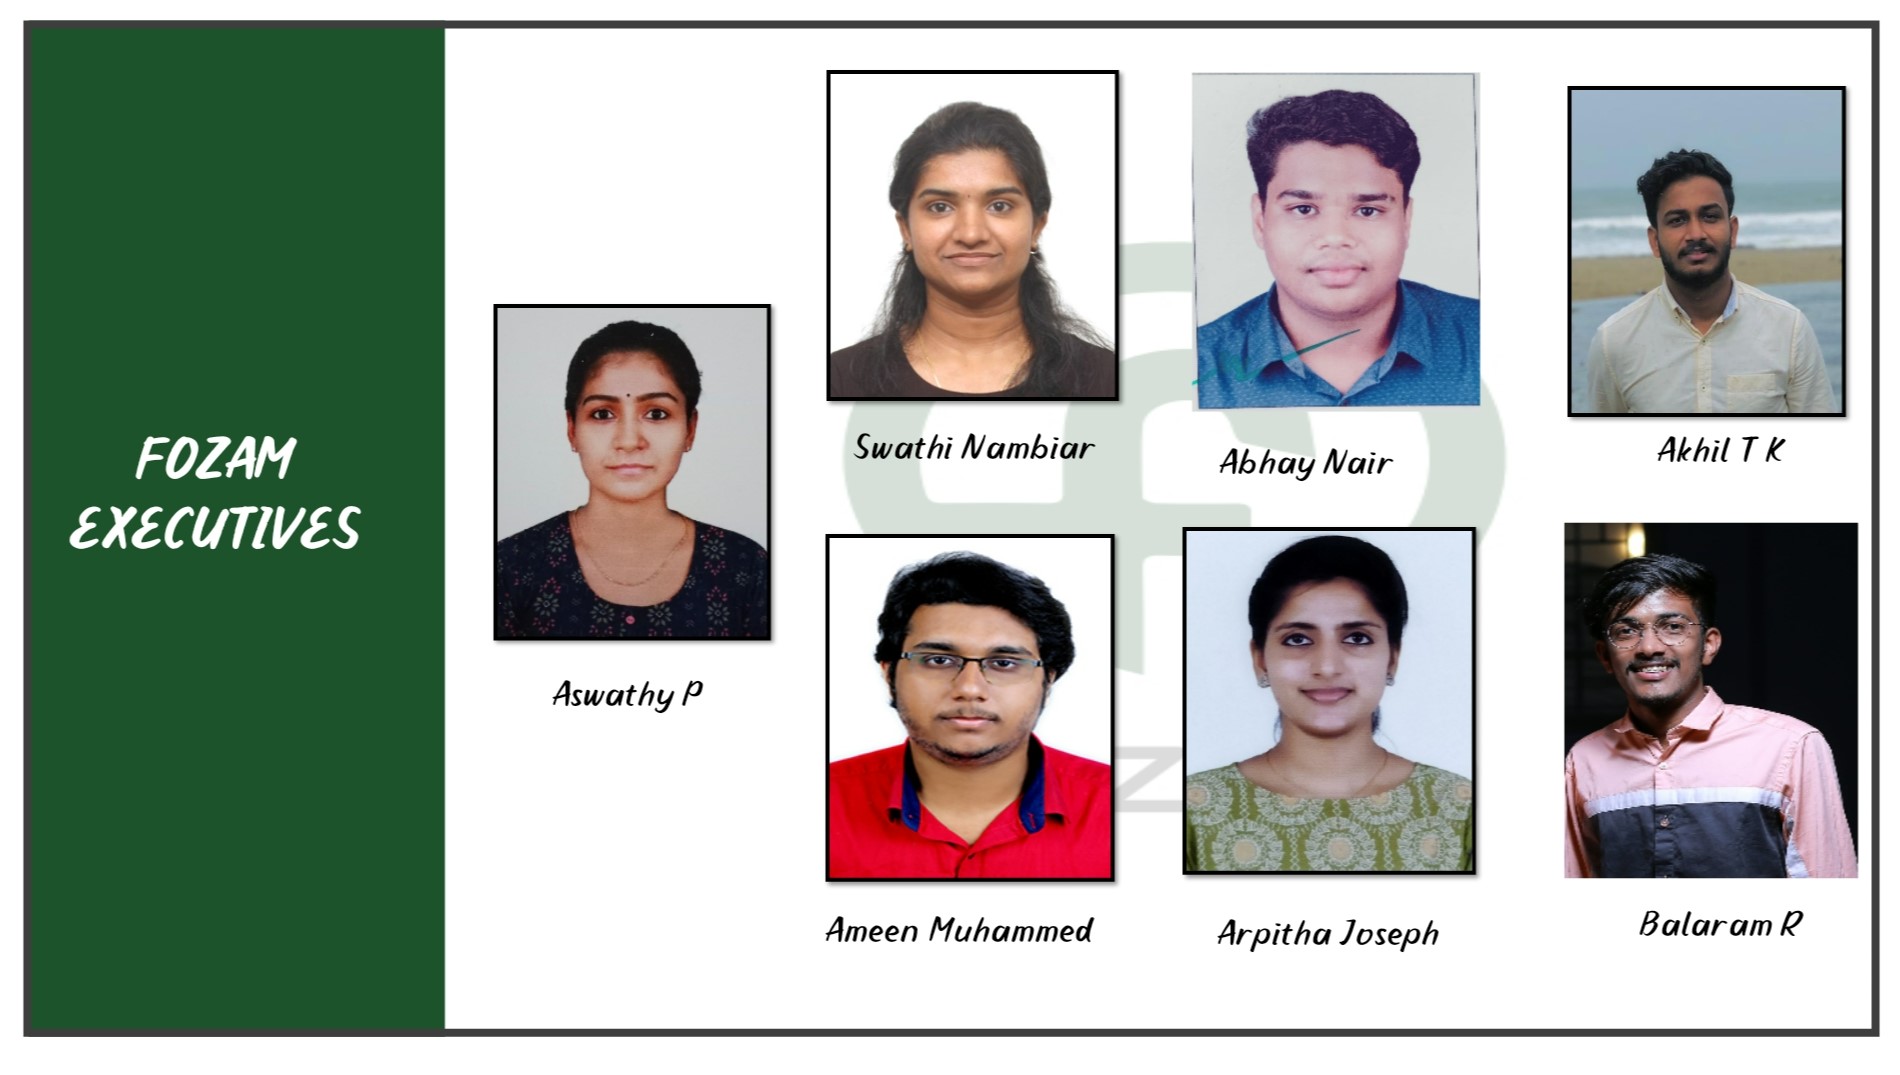 FOZAM
EXECUTIVES
Swathi Nambiar
Abhay Nair
Akhil T K
Aswathy P
Ameen Muhammed
Arpitha Joseph
Balaram R
Z